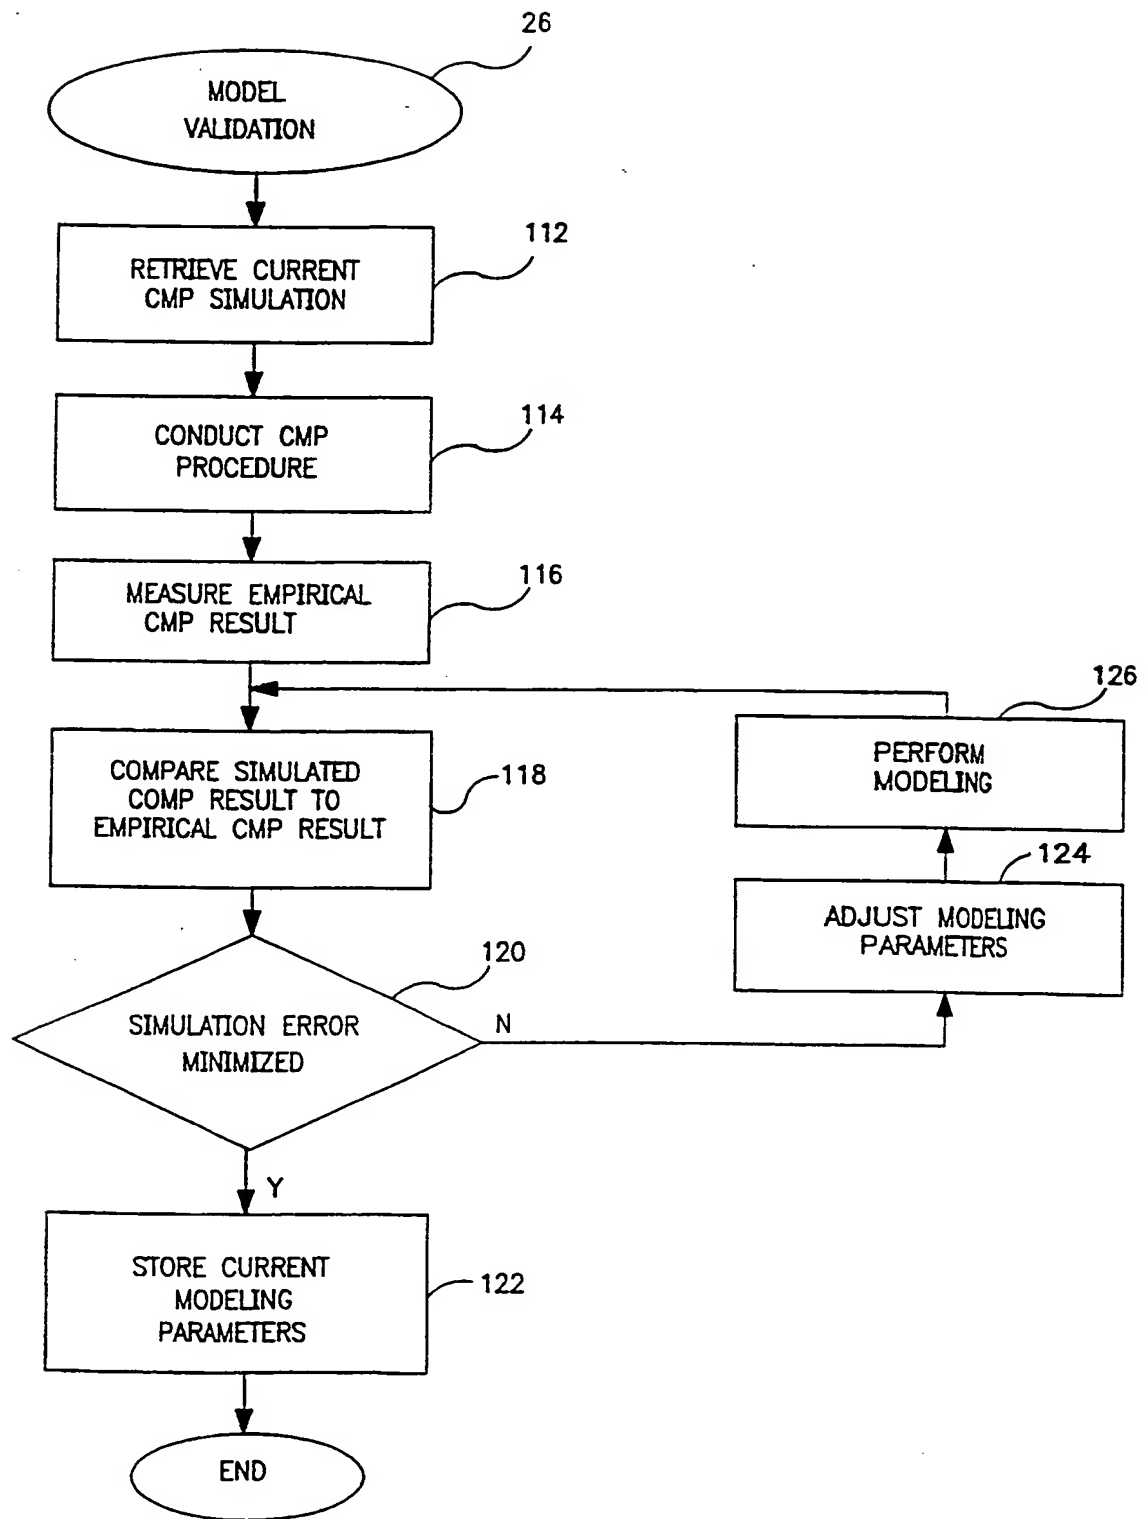 26
MODEL
VALIDATION
112
RETRIEVE CURRENT
CMP SIMULATION
114
CONDUCT CMP
PROCEDURE
116
MEASURE EMPIRICAL
CMP RESULT
118
COMPARE SIMULATED
COMP RESULT TO
EMPIRICAL CMP RESULT
126
PERFORM
MODELING
124
ADJUST MODELING
PARAMETERS
120
SIMULATION ERROR
MINIMIZED
N
Y
STORE CURRENT
MODELING
PARAMETERS
122
END